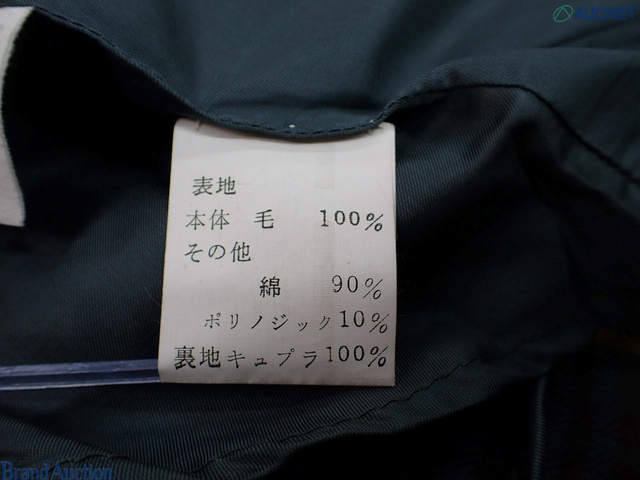 AUCNET
表地
本体 毛 100%
その他
綿 90%
ポリノジック10%
裏地キュプラ100%
Brand Auction